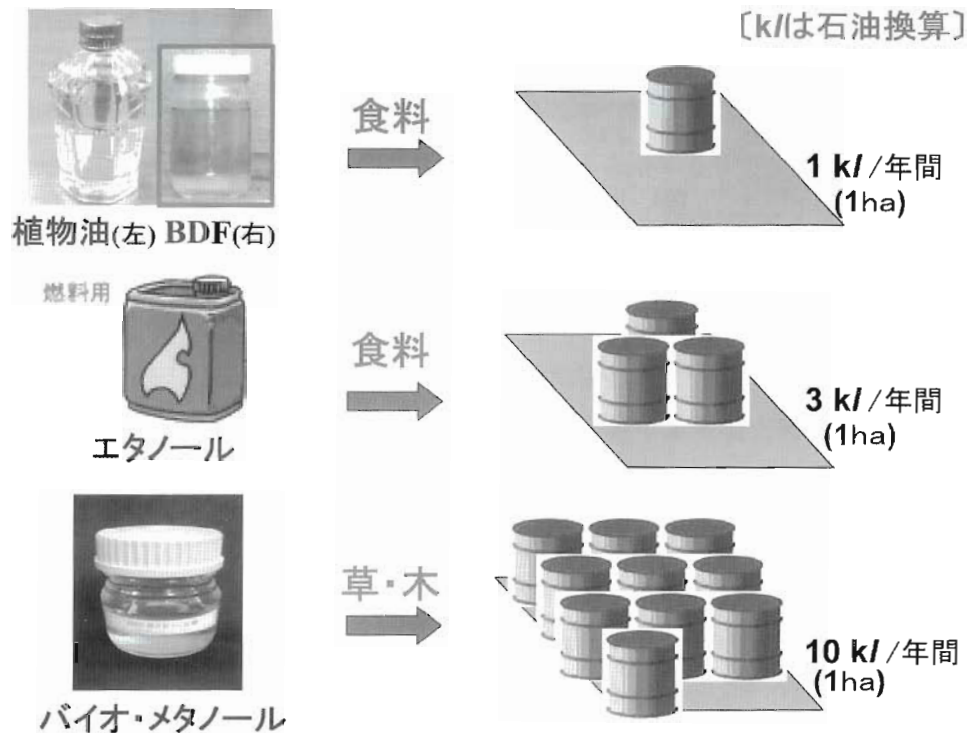 〔klは石油換算〕
食料
1 kl /年間
(1ha)
植物油(左) BDF(右)
燃料用
食料
3 kl /年間
(1ha)
エタノール
草・木
10 kl /年間
(1ha)
バイオ・メタノール